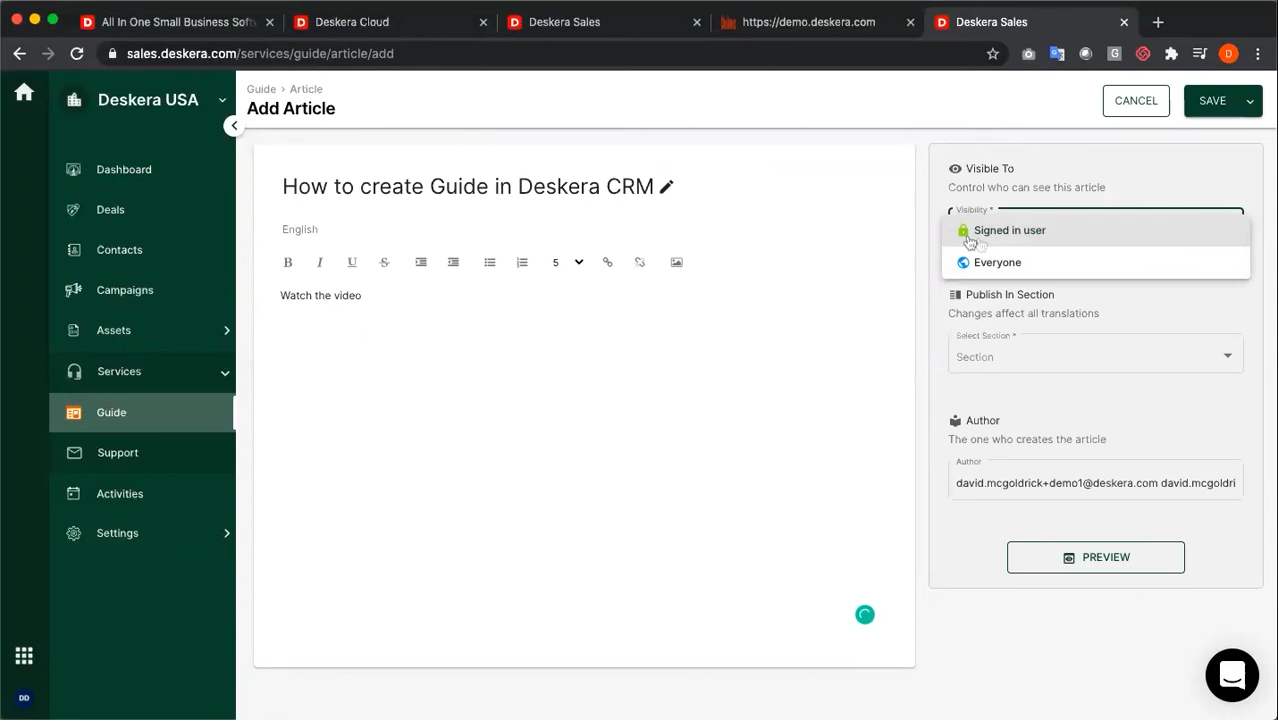 All In One Small Business Softw
Deskera Cloud
Deskera Sales
https://demo.deskera.com
Deskera Sales
sales.deskera.com/services/guide/article/add
Deskera USA
Dashboard
Deals
Contacts
Campaigns
Assets
Services
Guide
Support
Activities
Settings
DD
Guide › Article
Add Article
CANCEL
SAVE
How to create Guide in Deskera CRM
English
B I U S 5
Watch the video
Visible To
Control who can see this article
Visibility *
Signed in user
Everyone
Publish In Section
Changes affect all translations
Select Section *
Section
Author
The one who creates the article
Author
david.mcgoldrick+demo1@deskera.com david.mcgoldri
PREVIEW